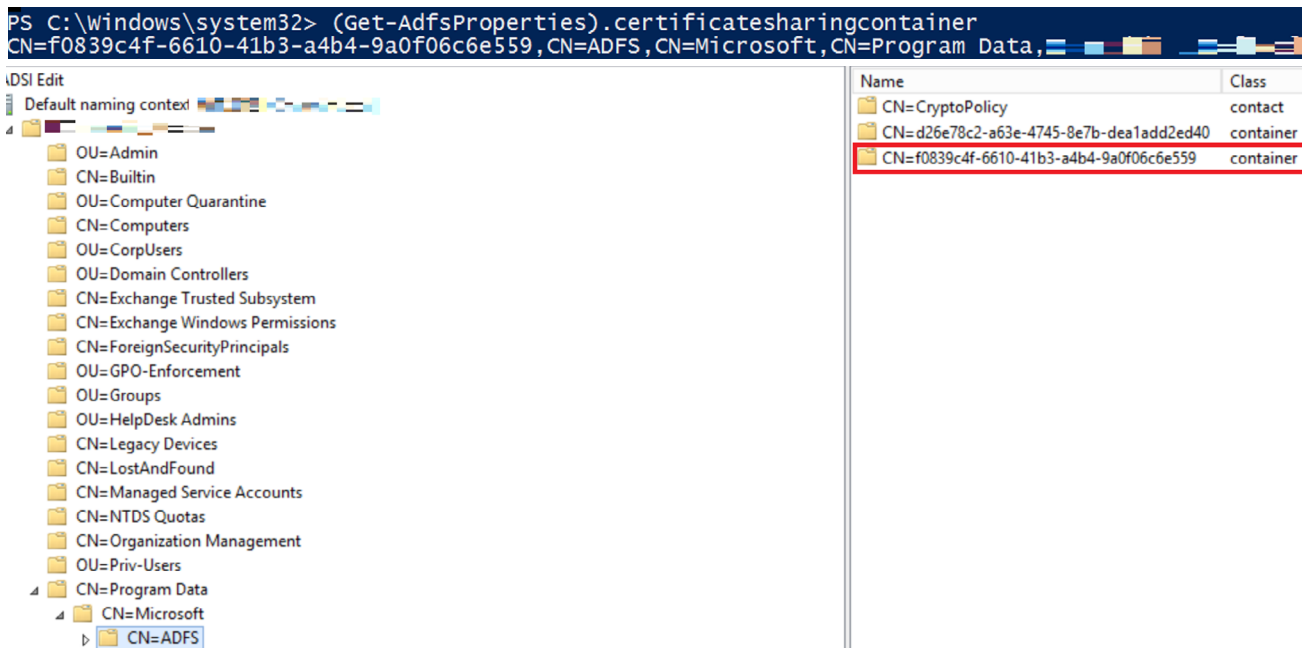 PS C:\Windows\system32> (Get-AdfsProperties).certificatesharingcontainer
CN=f0839c4f-6610-41b3-a4b4-9a0f06c6e559,CN=ADFS,CN=Microsoft,CN=Program Data,
ADSI Edit
Default naming context
OU=Admin
CN=Builtin
OU=Computer Quarantine
CN=Computers
OU=CorpUsers
OU=Domain Controllers
CN=Exchange Trusted Subsystem
CN=Exchange Windows Permissions
CN=ForeignSecurityPrincipals
OU=GPO-Enforcement
OU=Groups
OU=HelpDesk Admins
CN=Legacy Devices
CN=LostAndFound
CN=Managed Service Accounts
CN=NTDS Quotas
CN=Organization Management
OU=Priv-Users
CN=Program Data
CN=Microsoft
CN=ADFS
Name Class
CN=CryptoPolicy contact
CN=d26e78c2-a63e-4745-8e7b-dea1add2ed40 container
CN=f0839c4f-6610-41b3-a4b4-9a0f06c6e559 container